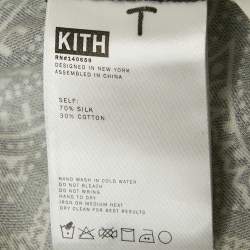 T
KITH
RN#140656
DESIGNED IN NEW YORK
ASSEMBLED IN CHINA
SELF:
70% SILK
30% COTTON
HAND WASH IN COLD WATER
DO NOT BLEACH
DO NOT WRING
HANG TO DRY
IRON ON MEDIUM HEAT
DRY CLEAN FOR BEST RESULTS